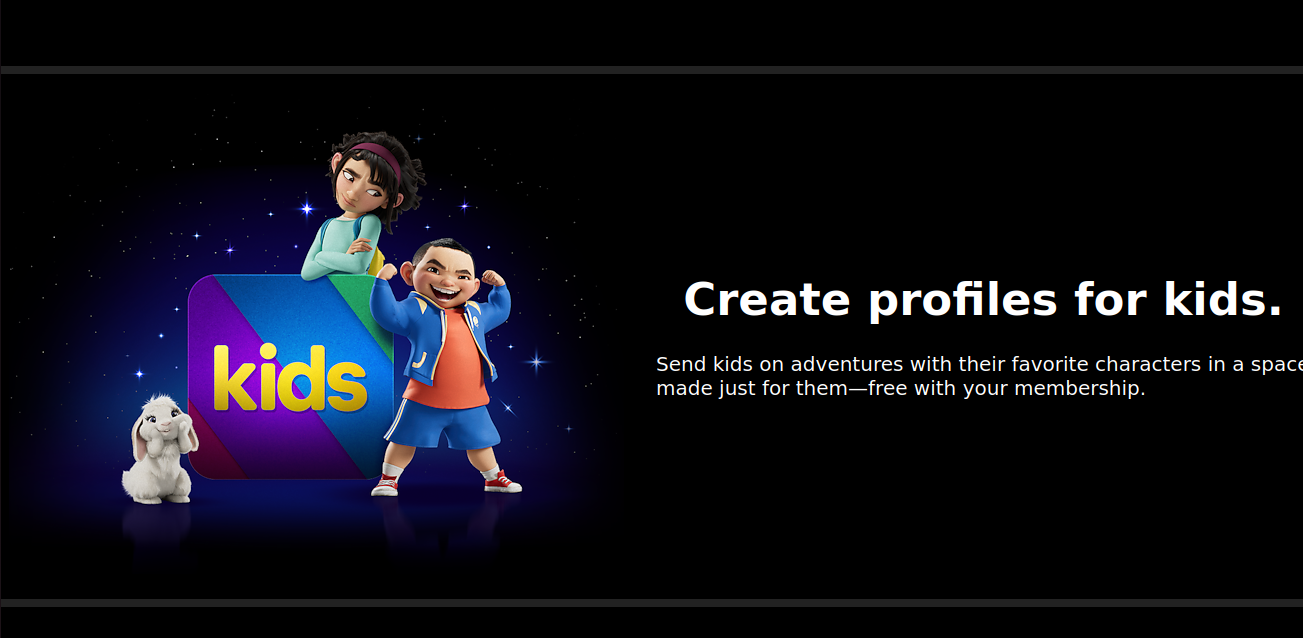 kids
Create profiles for kids.
Send kids on adventures with their favorite characters in a space
made just for them—free with your membership.